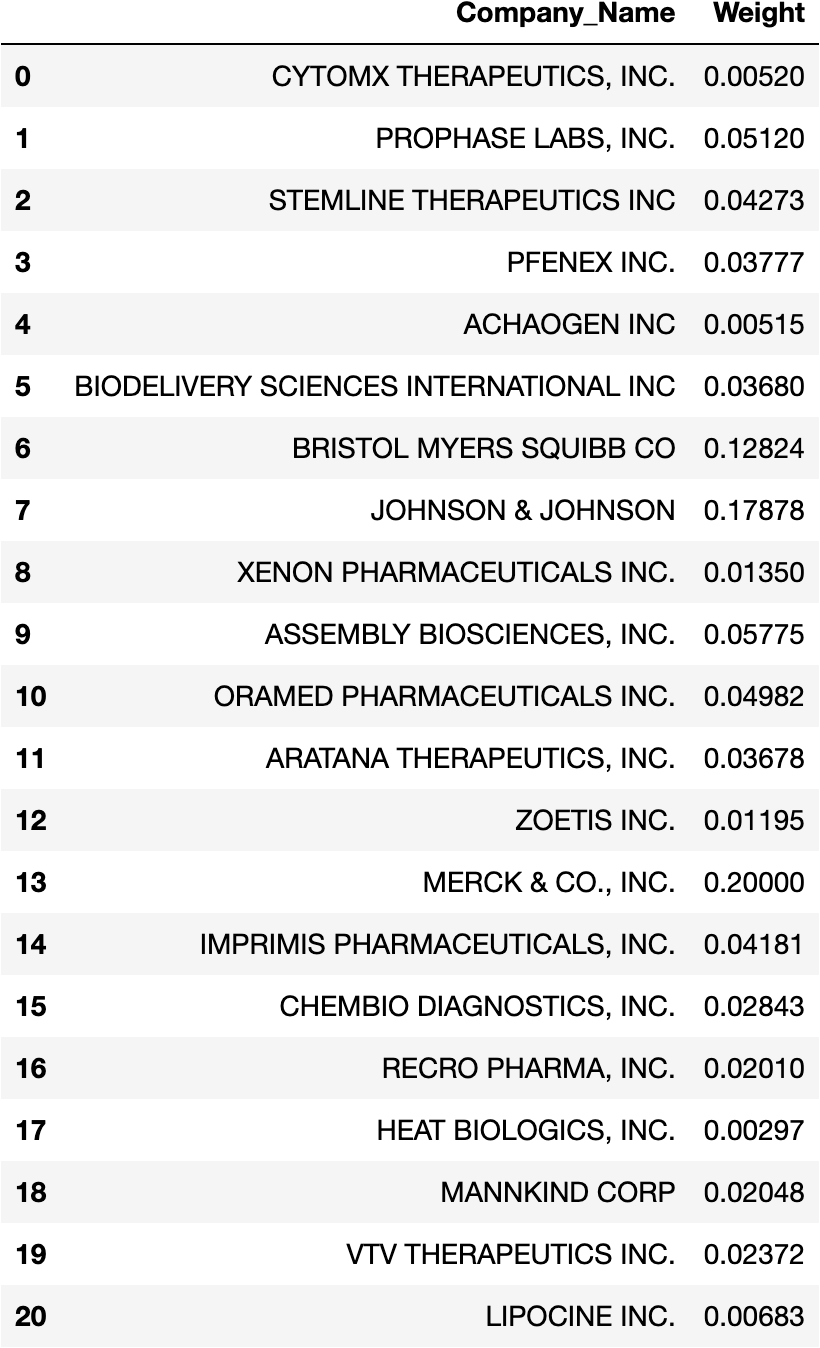 Company_Name Weight
0 CYTOMX THERAPEUTICS, INC. 0.00520
1 PROPHASE LABS, INC. 0.05120
2 STEMLINE THERAPEUTICS INC 0.04273
3 PFENEX INC. 0.03777
4 ACHAOGEN INC 0.00515
5 BIODELIVERY SCIENCES INTERNATIONAL INC 0.03680
6 BRISTOL MYERS SQUIBB CO 0.12824
7 JOHNSON & JOHNSON 0.17878
8 XENON PHARMACEUTICALS INC. 0.01350
9 ASSEMBLY BIOSCIENCES, INC. 0.05775
10 ORAMED PHARMACEUTICALS INC. 0.04982
11 ARATANA THERAPEUTICS, INC. 0.03678
12 ZOETIS INC. 0.01195
13 MERCK & CO., INC. 0.20000
14 IMPRIMIS PHARMACEUTICALS, INC. 0.04181
15 CHEMBIO DIAGNOSTICS, INC. 0.02843
16 RECRO PHARMA, INC. 0.02010
17 HEAT BIOLOGICS, INC. 0.00297
18 MANNKIND CORP 0.02048
19 VTV THERAPEUTICS INC. 0.02372
20 LIPOCINE INC. 0.00683